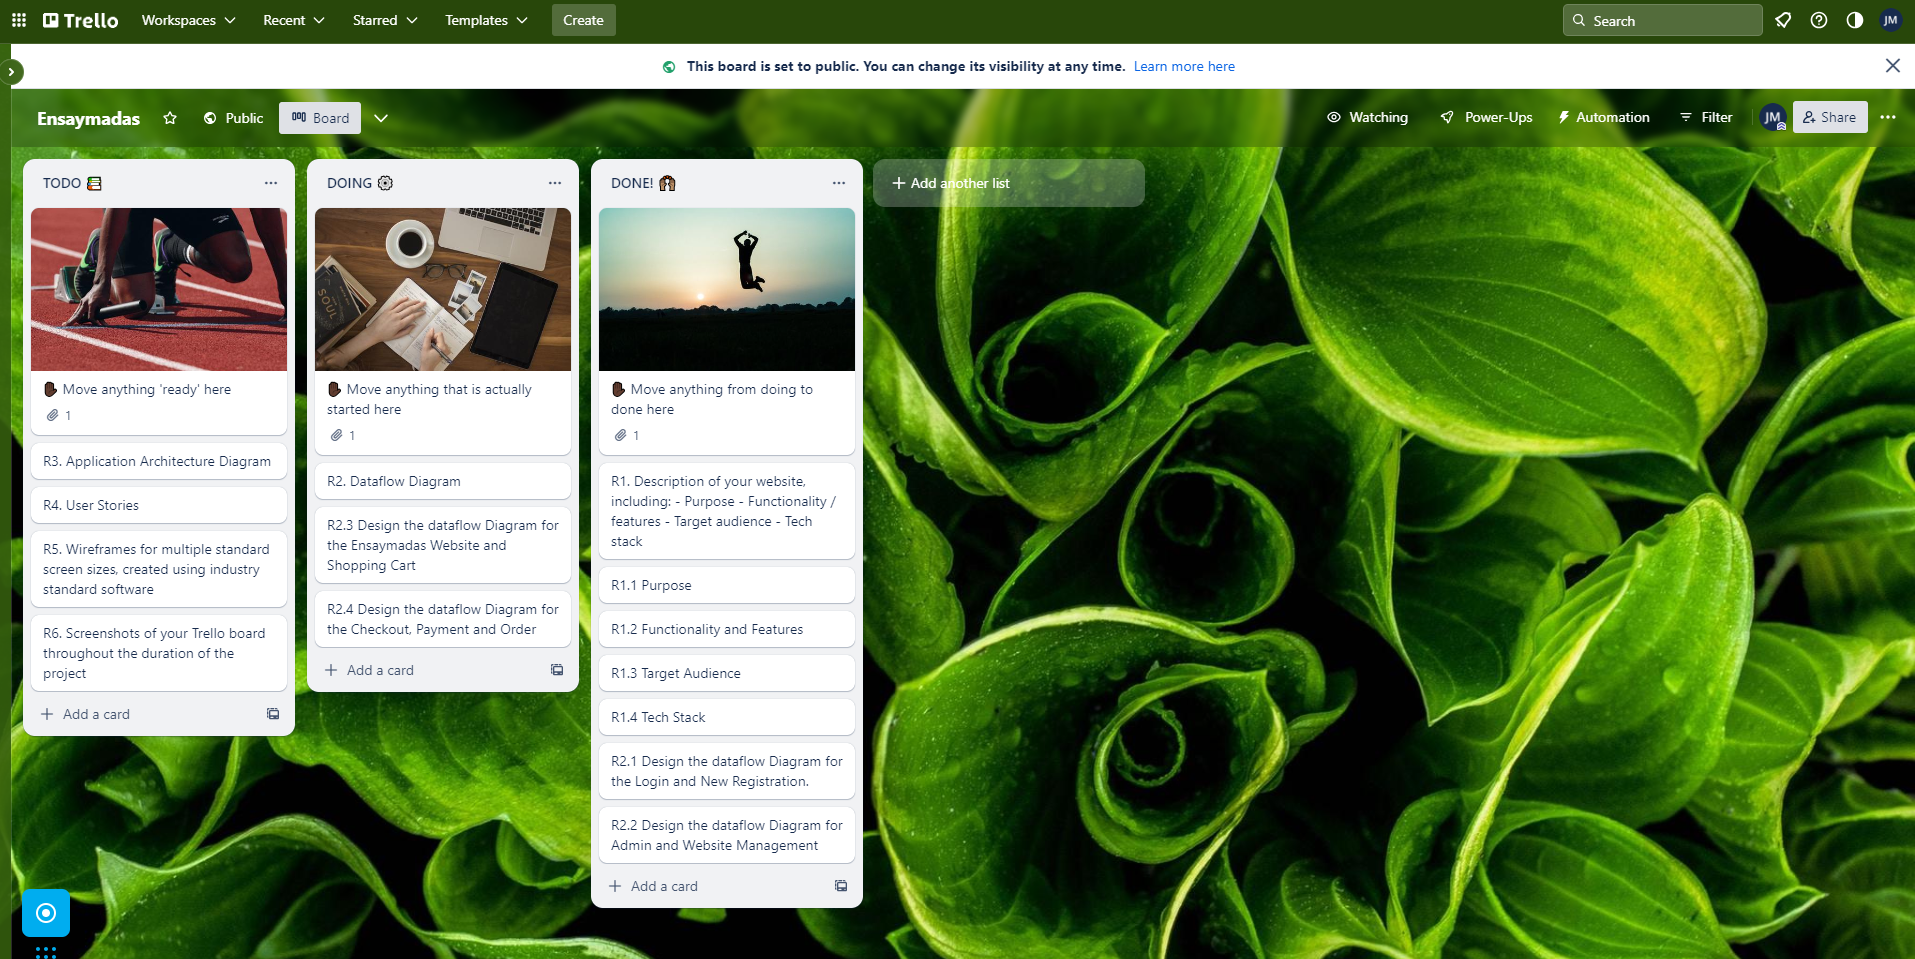 Trello Workspaces Recent Starred Templates Create Search JM
This board is set to public. You can change its visibility at any time. Learn more here
Ensaymadas Public Board Watching Power-Ups Automation Filter JM Share
TODO
Move anything 'ready' here
1
R3. Application Architecture Diagram
R4. User Stories
R5. Wireframes for multiple standard
screen sizes, created using industry
standard software
R6. Screenshots of your Trello board
throughout the duration of the
project
Add a card
DOING
SOUL
Move anything that is actually
started here
1
R2. Dataflow Diagram
R2.3 Design the dataflow Diagram for
the Ensaymadas Website and
Shopping Cart
R2.4 Design the dataflow Diagram for
the Checkout, Payment and Order
Add a card
DONE!
Move anything from doing to
done here
1
R1. Description of your website,
including: - Purpose - Functionality /
features - Target audience - Tech
stack
R1.1 Purpose
R1.2 Functionality and Features
R1.3 Target Audience
R1.4 Tech Stack
R2.1 Design the dataflow Diagram for
the Login and New Registration.
R2.2 Design the dataflow Diagram for
Admin and Website Management
Add a card
Add another list